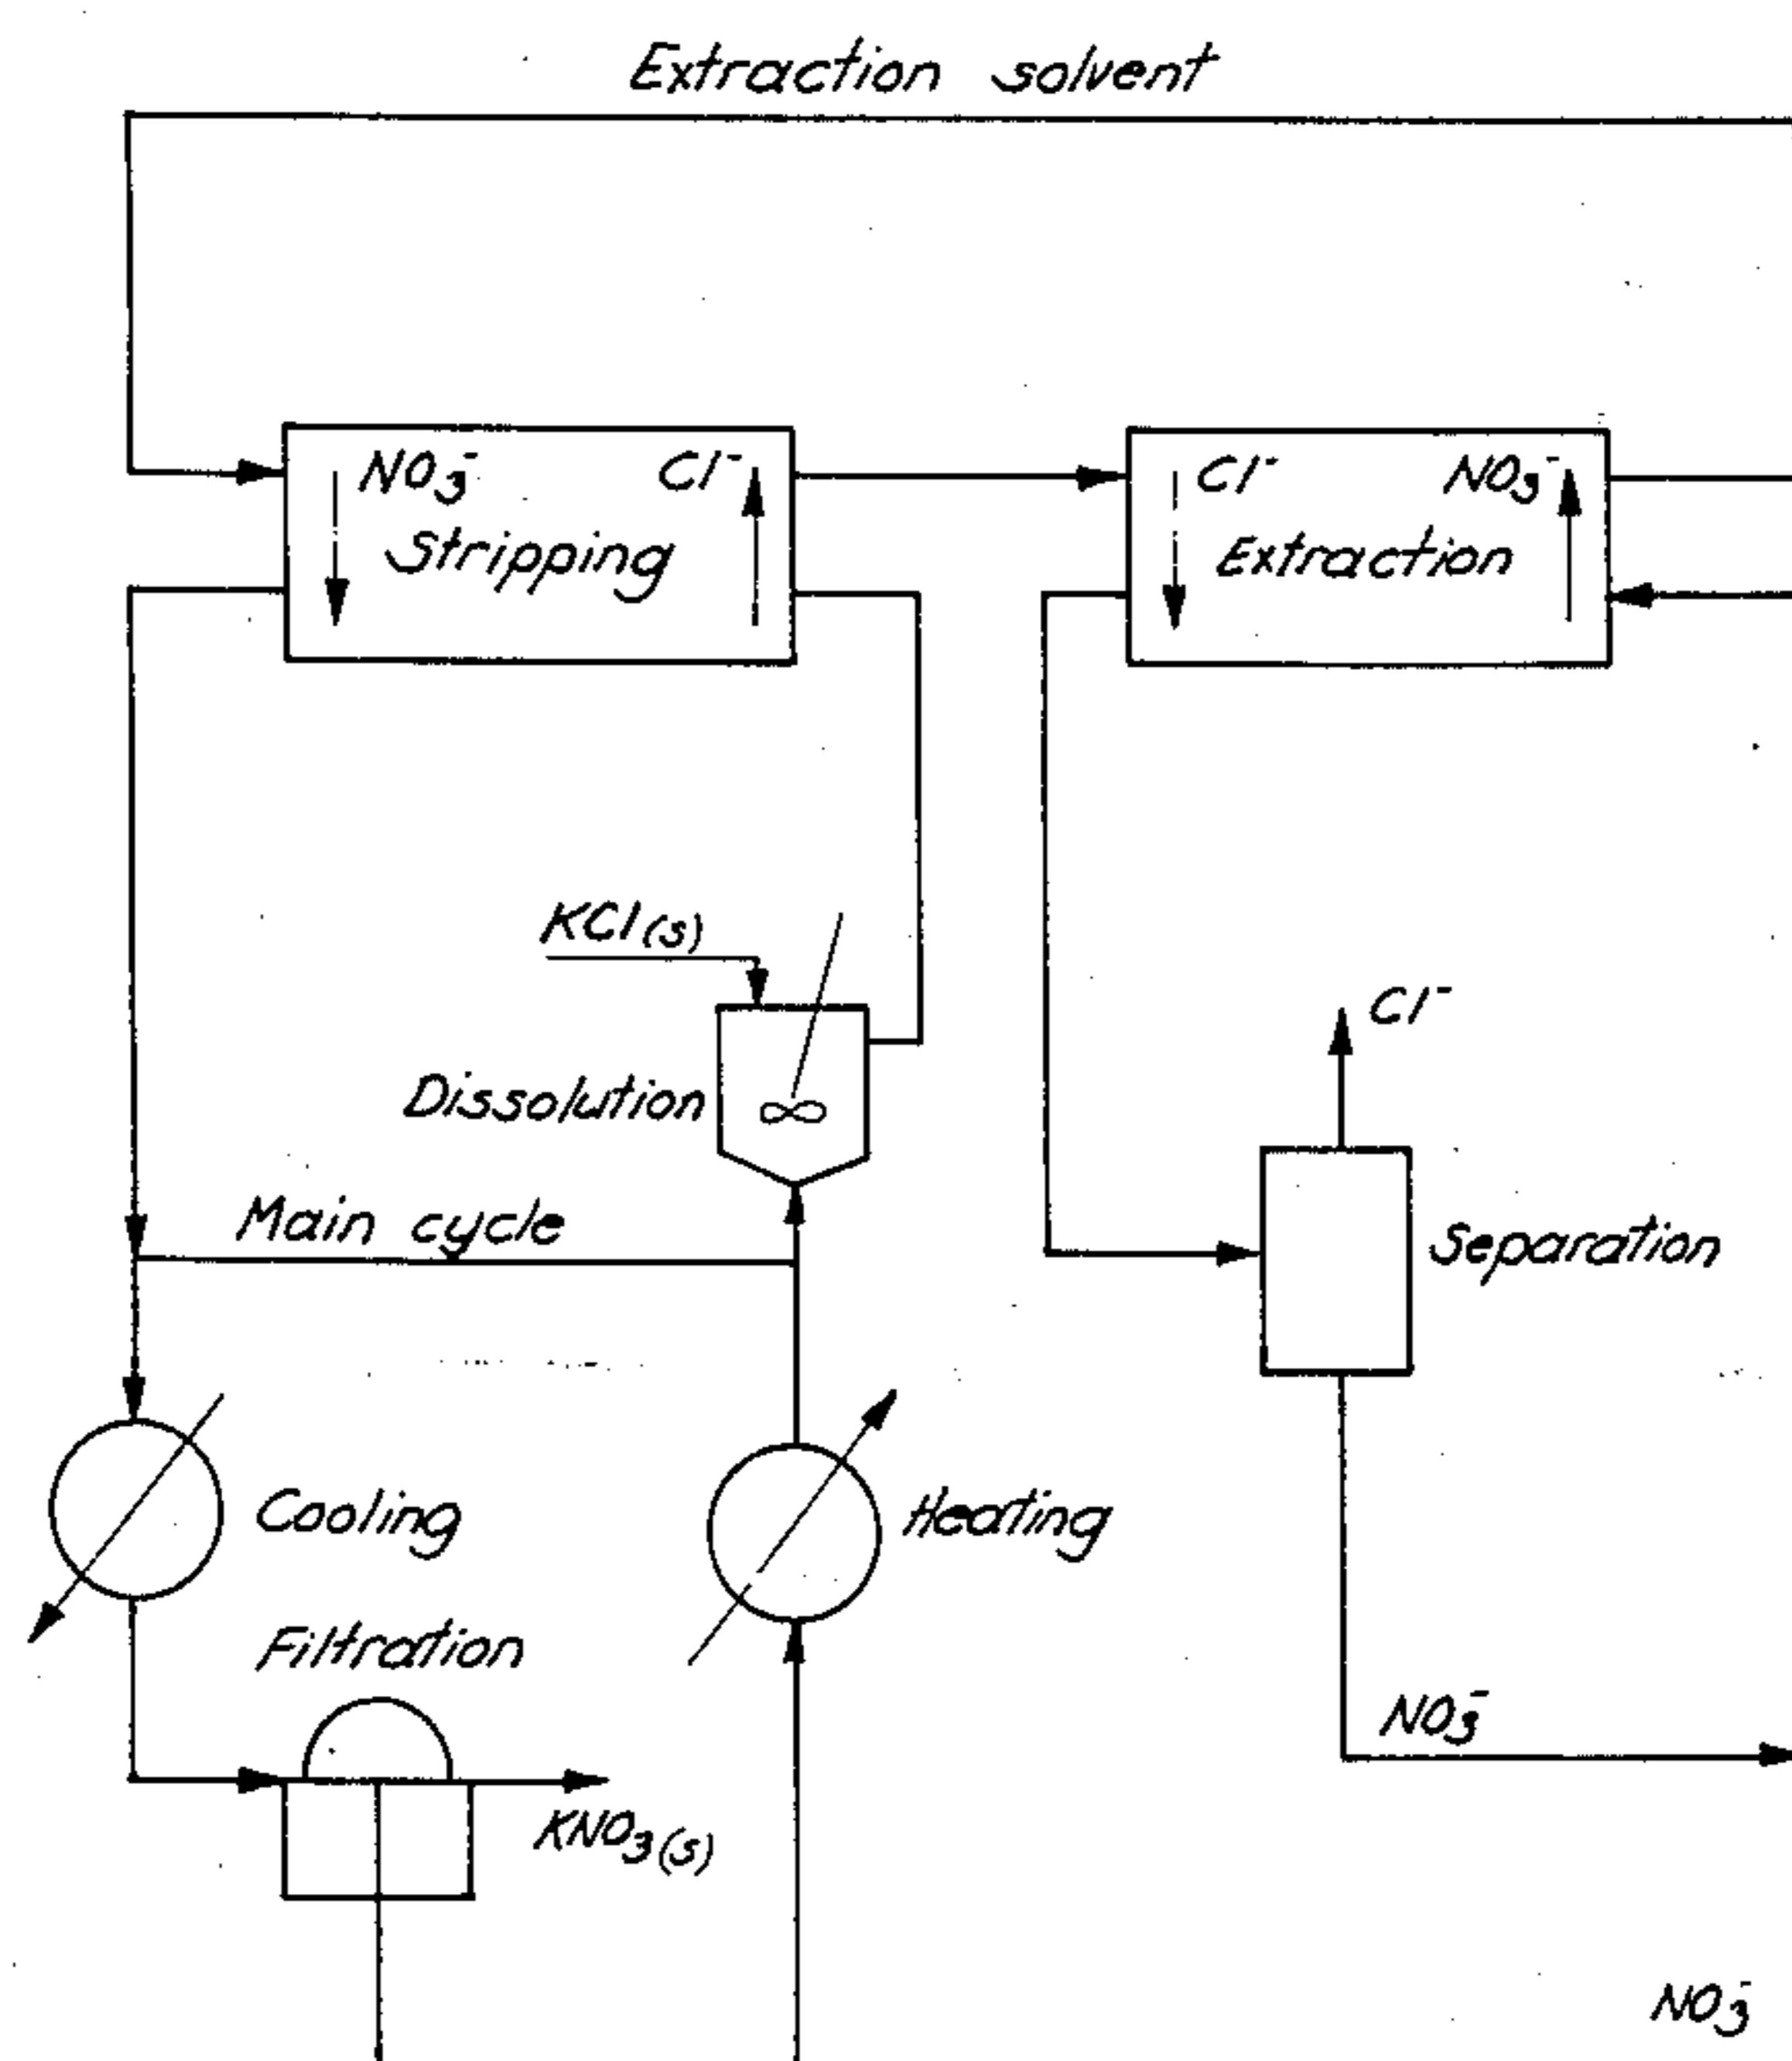 Extraction solvent
NO₃⁻ Cl⁻ Cl⁻ NO₃⁻
Stripping Extraction
KCl(s)
Cl⁻
Dissolution
Main cycle
Separation
Cooling
Heating
Filtration
NO₃⁻
KNO₃(s)
NO₃⁻